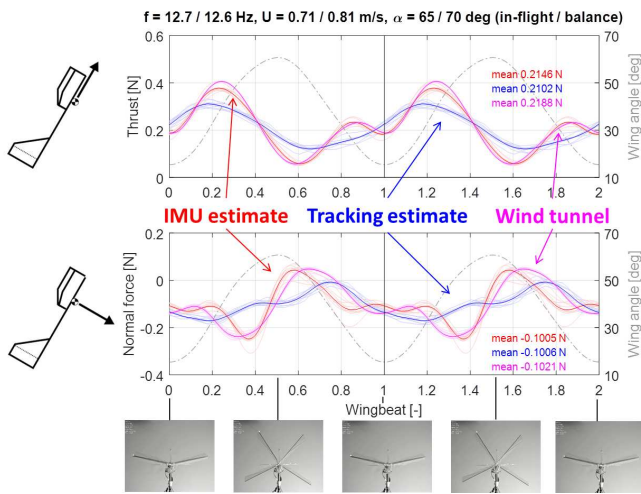 f = 12.7 / 12.6 Hz, U = 0.71 / 0.81 m/s, α = 65 / 70 deg (in-flight / balance)
0.6
0.4
0.2
0
Thrust [N]
mean 0.2146 N
mean 0.2102 N
mean 0.2188 N
70
50
30
10
Wing angle [deg]
0 0.2 0.4 0.6 0.8 1.0 1.2 1.4 1.6 1.8 2
IMU estimate Tracking estimate Wind tunnel
0.2
0
-0.2
-0.4
Normal force [N]
mean -0.1005 N
mean -0.1006 N
mean -0.1021 N
70
50
30
10
Wing angle [deg]
0 0.2 0.4 0.6 0.8 1 1.2 1.4 1.6 1.8 2
Wingbeat [-]